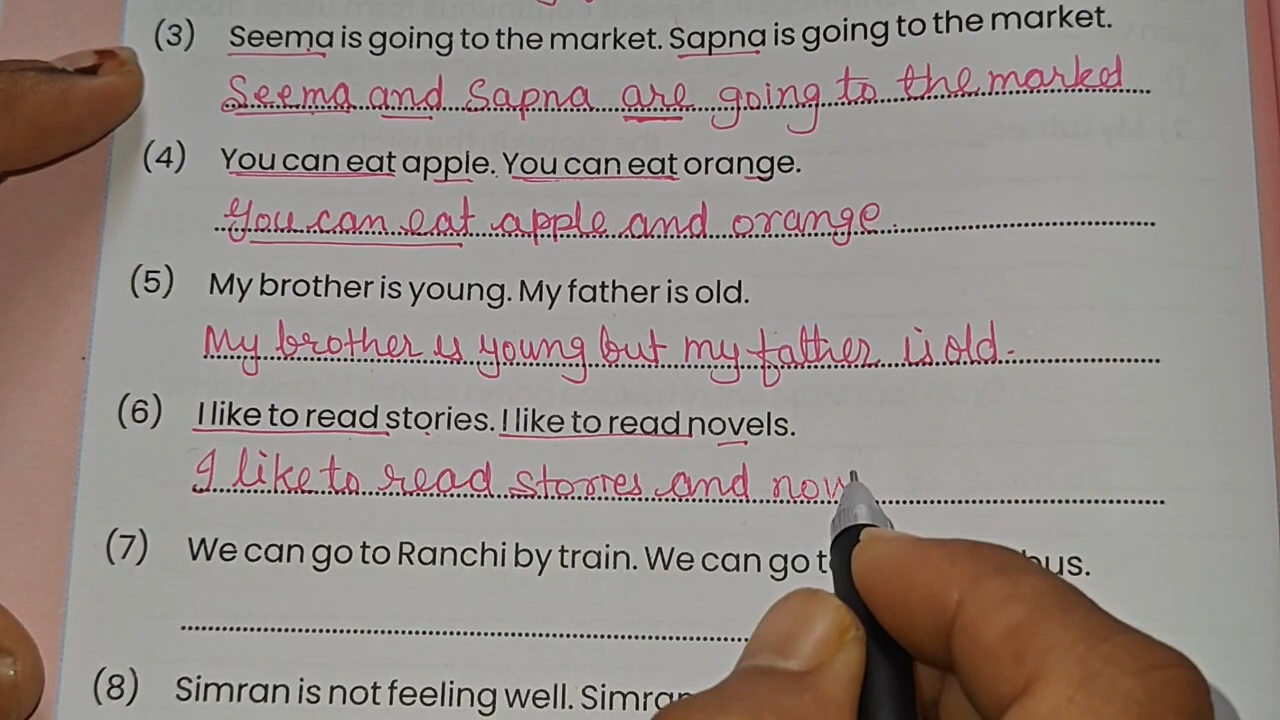 (3) Seema is going to the market. Sapna is going to the market.
Seema and Sapna are going to the marked
(4) You can eat apple. You can eat orange.
You can eat apple and orange.
(5) My brother is young. My father is old.
My brother is young but my father is old.
(6) I like to read stories. I like to read novels.
I like to read stories and nov
(7) We can go to Ranchi by train. We can go t bus.
(8) Simran is not feeling well. Simran